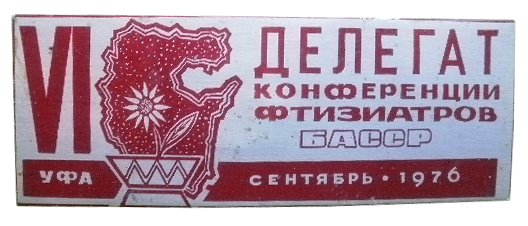 VI
ДЕЛЕГАТ
КОНФЕРЕНЦИИ
ФТИЗИАТРОВ
БАССР
УФА
СЕНТЯБРЬ • 1976